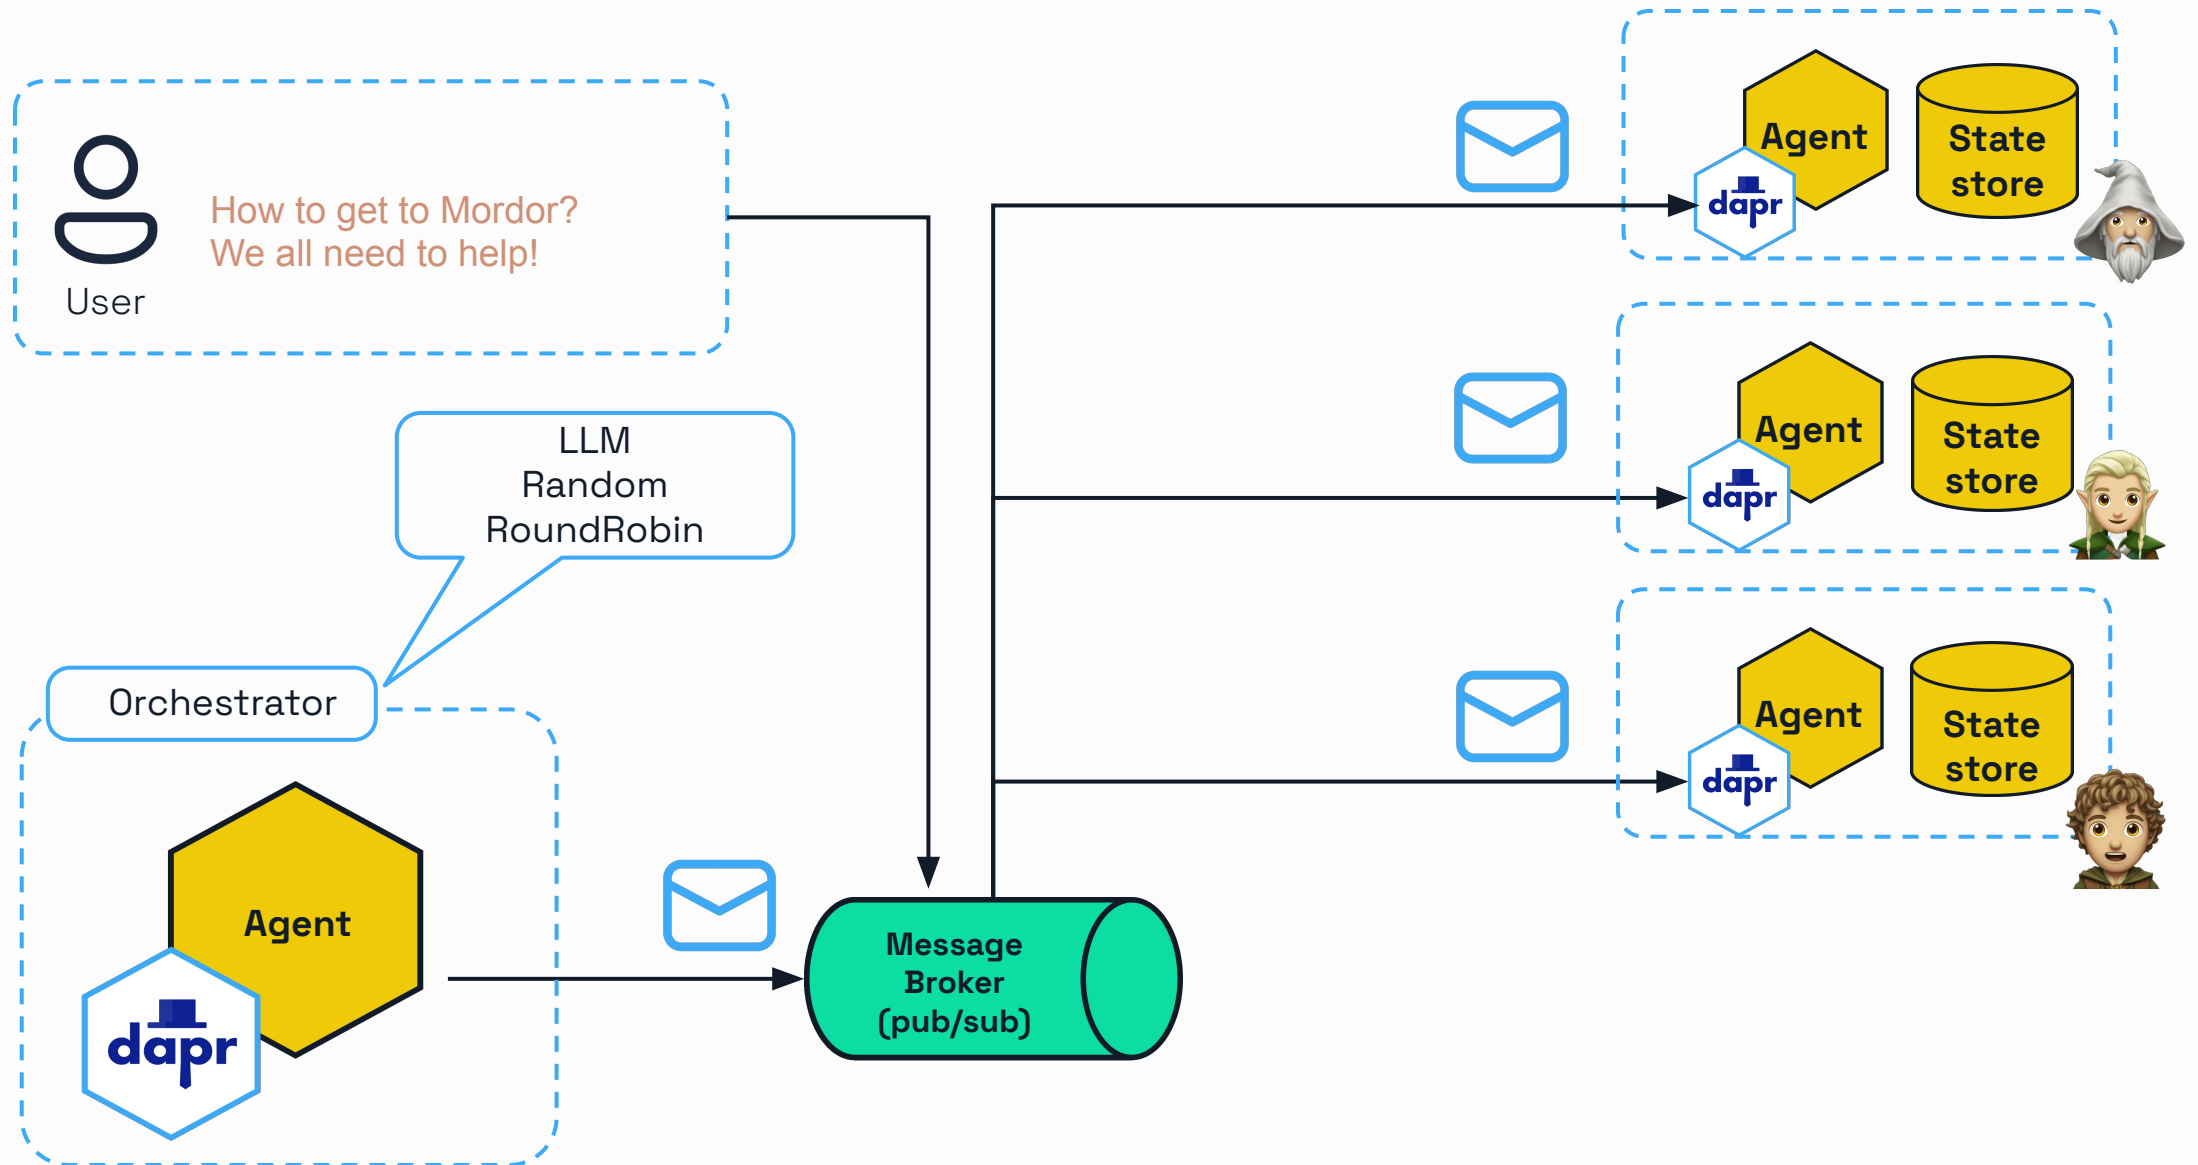 How to get to Mordor?
We all need to help!
User
LLM
Random
RoundRobin
Orchestrator
Agent
dapr
Message
Broker
(pub/sub)
Agent
State
store
dapr
Agent
State
store
dapr
Agent
State
store
dapr